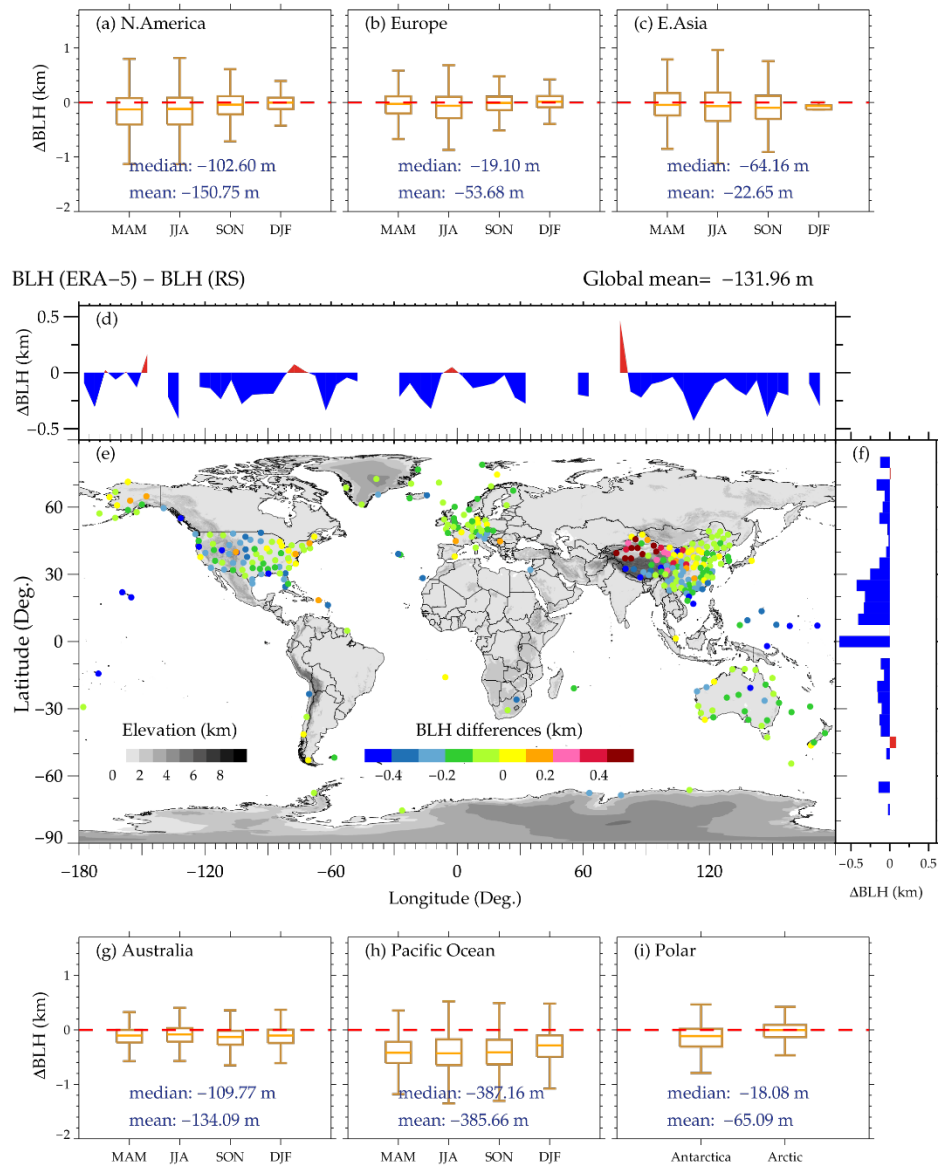 (a) N.America
(b) Europe
(c) E.Asia
ΔBLH (km)
1
0
−1
−2
median: −102.60 m
mean: −150.75 m
median: −19.10 m
mean: −53.68 m
median: −64.16 m
mean: −22.65 m
MAM JJA SON DJF
MAM JJA SON DJF
MAM JJA SON DJF
BLH (ERA−5) − BLH (RS)
Global mean= −131.96 m
(d)
ΔBLH (km)
0.5
0
−0.5
(e)
(f)
Latitude (Deg.)
60
30
0
−30
−60
−90
Elevation (km)
0 2 4 6 8
BLH differences (km)
−0.4 −0.2 0 0.2 0.4
−180 −120 −60 0 60 120
Longitude (Deg.)
−0.5 0 0.5
ΔBLH (km)
(g) Australia
(h) Pacific Ocean
(i) Polar
ΔBLH (km)
1
0
−1
−2
median: −109.77 m
mean: −134.09 m
median: −387.16 m
mean: −385.66 m
median: −18.08 m
mean: −65.09 m
MAM JJA SON DJF
MAM JJA SON DJF
Antarctica Arctic